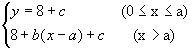 y = 8 + c (0 ≤ x ≤ a)
8 + b(x − a) + c (x > a)